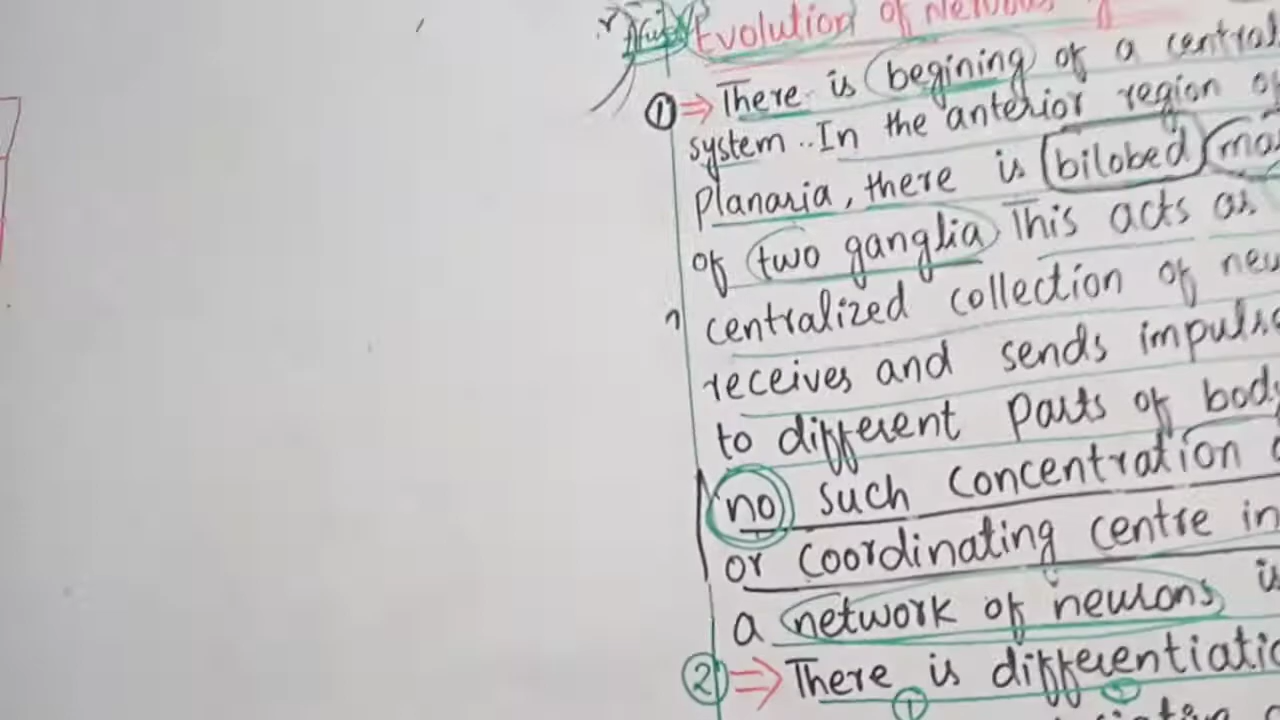 Evolution of Nervous
① ⇒ There is begining of a central
system. In the anterior region of
Planaria, there is bilobed
of two ganglia This acts as
centralized collection of
receives and sends
to different Parts of
no such concentration
or coordinating centre in
a network of neurons
② ⇒ There is